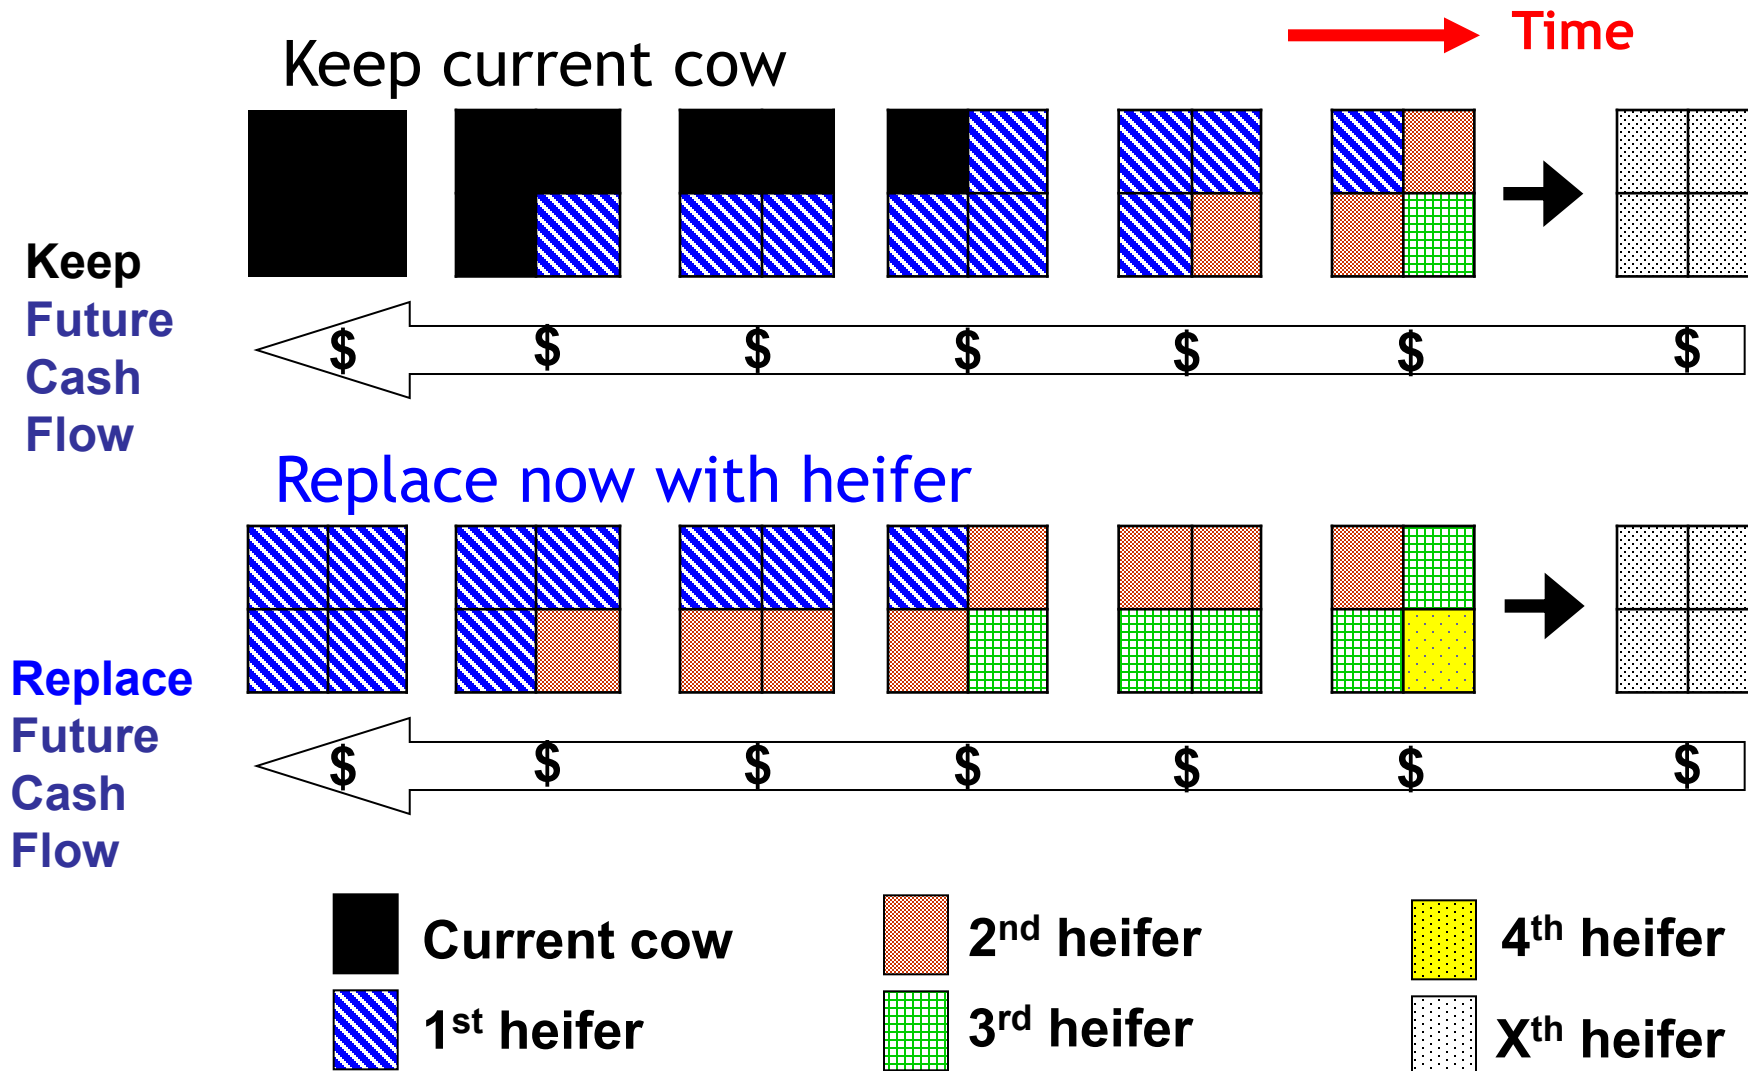 Time
Keep current cow
Keep
Future
Cash
Flow
$ $ $ $ $ $ $
Replace now with heifer
Replace
Future
Cash
Flow
$ $ $ $ $ $ $
Current cow
2nd heifer
4th heifer
1st heifer
3rd heifer
Xth heifer